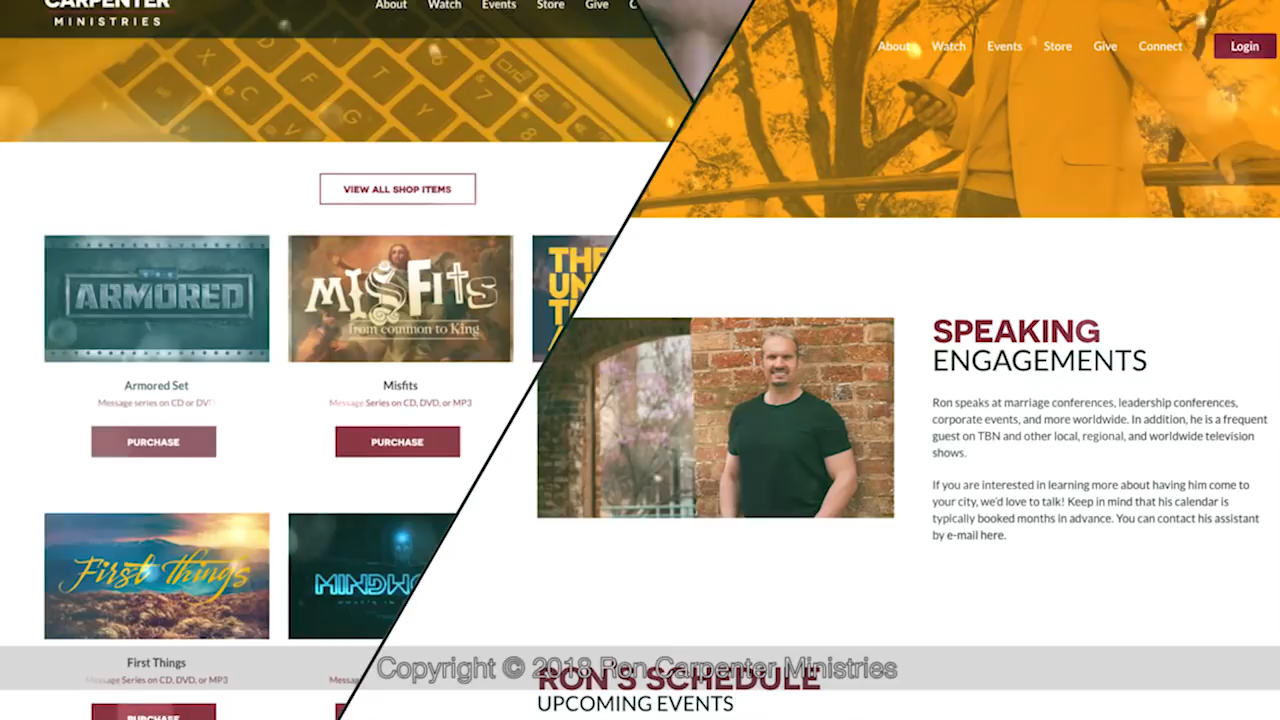 CARPENTER
MINISTRIES
About Watch Events Store Give
VIEW ALL SHOP ITEMS
ARMORED
Armored Set
Message series on CD or DVD
PURCHASE
MISFITS
from common to King
Misfits
Message Series on CD, DVD, or MP3
PURCHASE
THE
UN
First Things
First Things
Message Series on CD, DVD, or MP3
PURCHASE
MINDWO
Messag
About Watch Events Store Give Connect Login
SPEAKING
ENGAGEMENTS
Ron speaks at marriage conferences, leadership conferences,
corporate events, and more worldwide. In addition, he is a frequent
guest on TBN and other local, regional, and worldwide television
shows.
If you are interested in learning more about having him come to
your city, we'd love to talk! Keep in mind that his calendar is
typically booked months in advance. You can contact his assistant
by e-mail here.
RON'S SCHEDULE
UPCOMING EVENTS
Copyright © 2018 Ron Carpenter Ministries